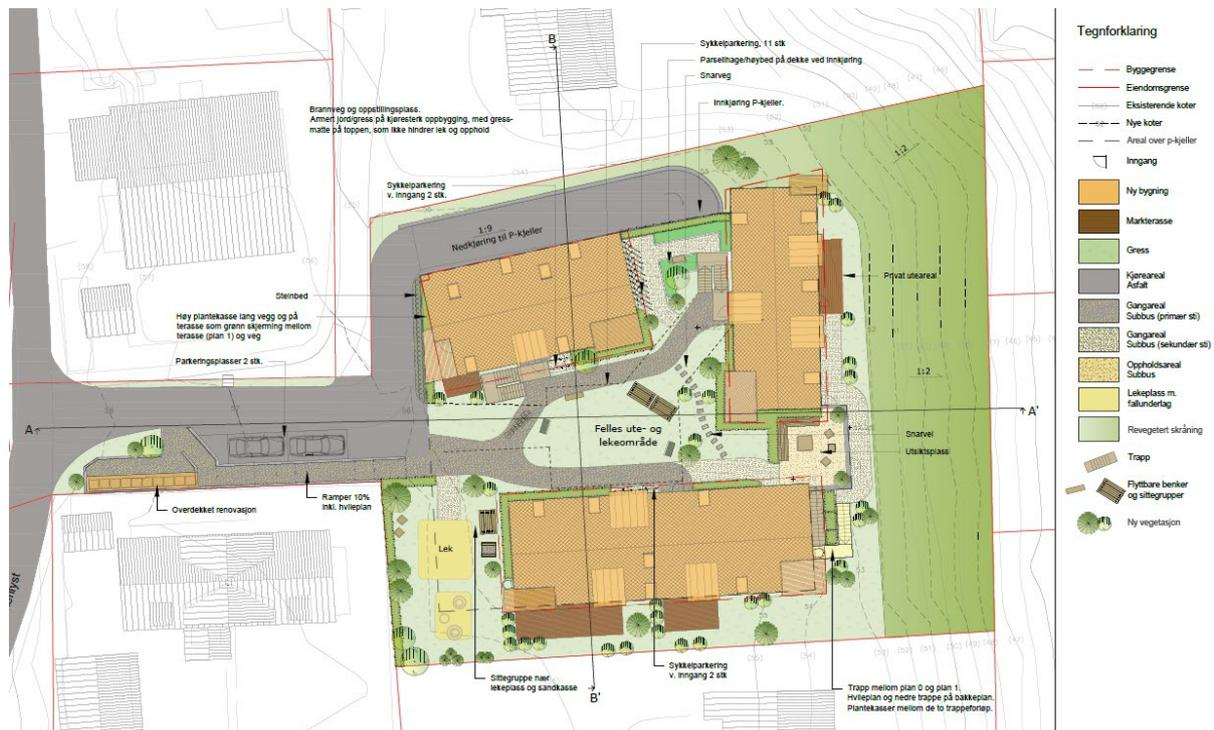 B
Sykkelparkering, 11 stk
Parsellhage/høybed på dekke ved innkjøring
Snarveg
Innkjøring P-kjeller.
Brannveg og oppstillingsplass.
Armert jord/gress på kjøresterk oppbygging, med gress-
matte på toppen, som ikke hindrer lek og opphold
Sykkelparkering
v. inngang 2 stk.
1:9
Nedkjøring til P-kjeller
1:2
Steinbed
Privat uteareal
Høy plantekasse lang vegg og på
terasse som grønn skjerming mellom
terasse (plan 1) og veg
Parkeringsplasser 2 stk.
1:2
A
A'
Felles ute- og
lekeområde
Snarvei
Utsiktsplass
Ramper 10%
inkl. hvileplan
Overdekket renovasjon
Lek
Sittegruppe nær
lekeplass og sandkasse
B'
Sykkelparkering
v. inngang 2 stk
Trapp mellom plan 0 og plan 1.
Hvileplan og nedre trappe på bakkeplan.
Plantekasser mellom de to trappeforløp.
Tegnforklaring
Byggegrense
Eiendomsgrense
Eksisterende koter
Nye koter
Areal over p-kjeller
Inngang
Ny bygning
Markterasse
Gress
Kjøreareal
Asfalt
Gangareal
Subbus (primær sti)
Gangareal
Subbus (sekundær sti)
Oppholdsareal
Subbus
Lekeplass m.
fallunderlag
Revegetert skråning
Trapp
Flyttbare benker
og sittegrupper
Ny vegetasjon